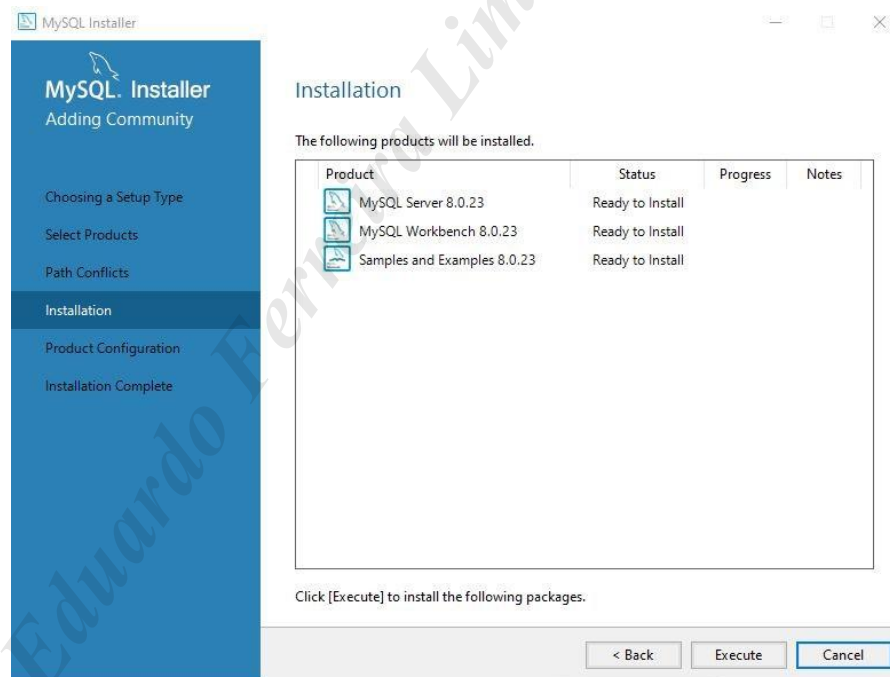 MySQL Installer
MySQL. Installer
Adding Community
Choosing a Setup Type
Select Products
Path Conflicts
Installation
Product Configuration
Installation Complete
Installation
The following products will be installed.
Product Status Progress Notes
MySQL Server 8.0.23 Ready to Install
MySQL Workbench 8.0.23 Ready to Install
Samples and Examples 8.0.23 Ready to Install
Click [Execute] to install the following packages.
< Back Execute Cancel
Eduardo Ferreira Lim